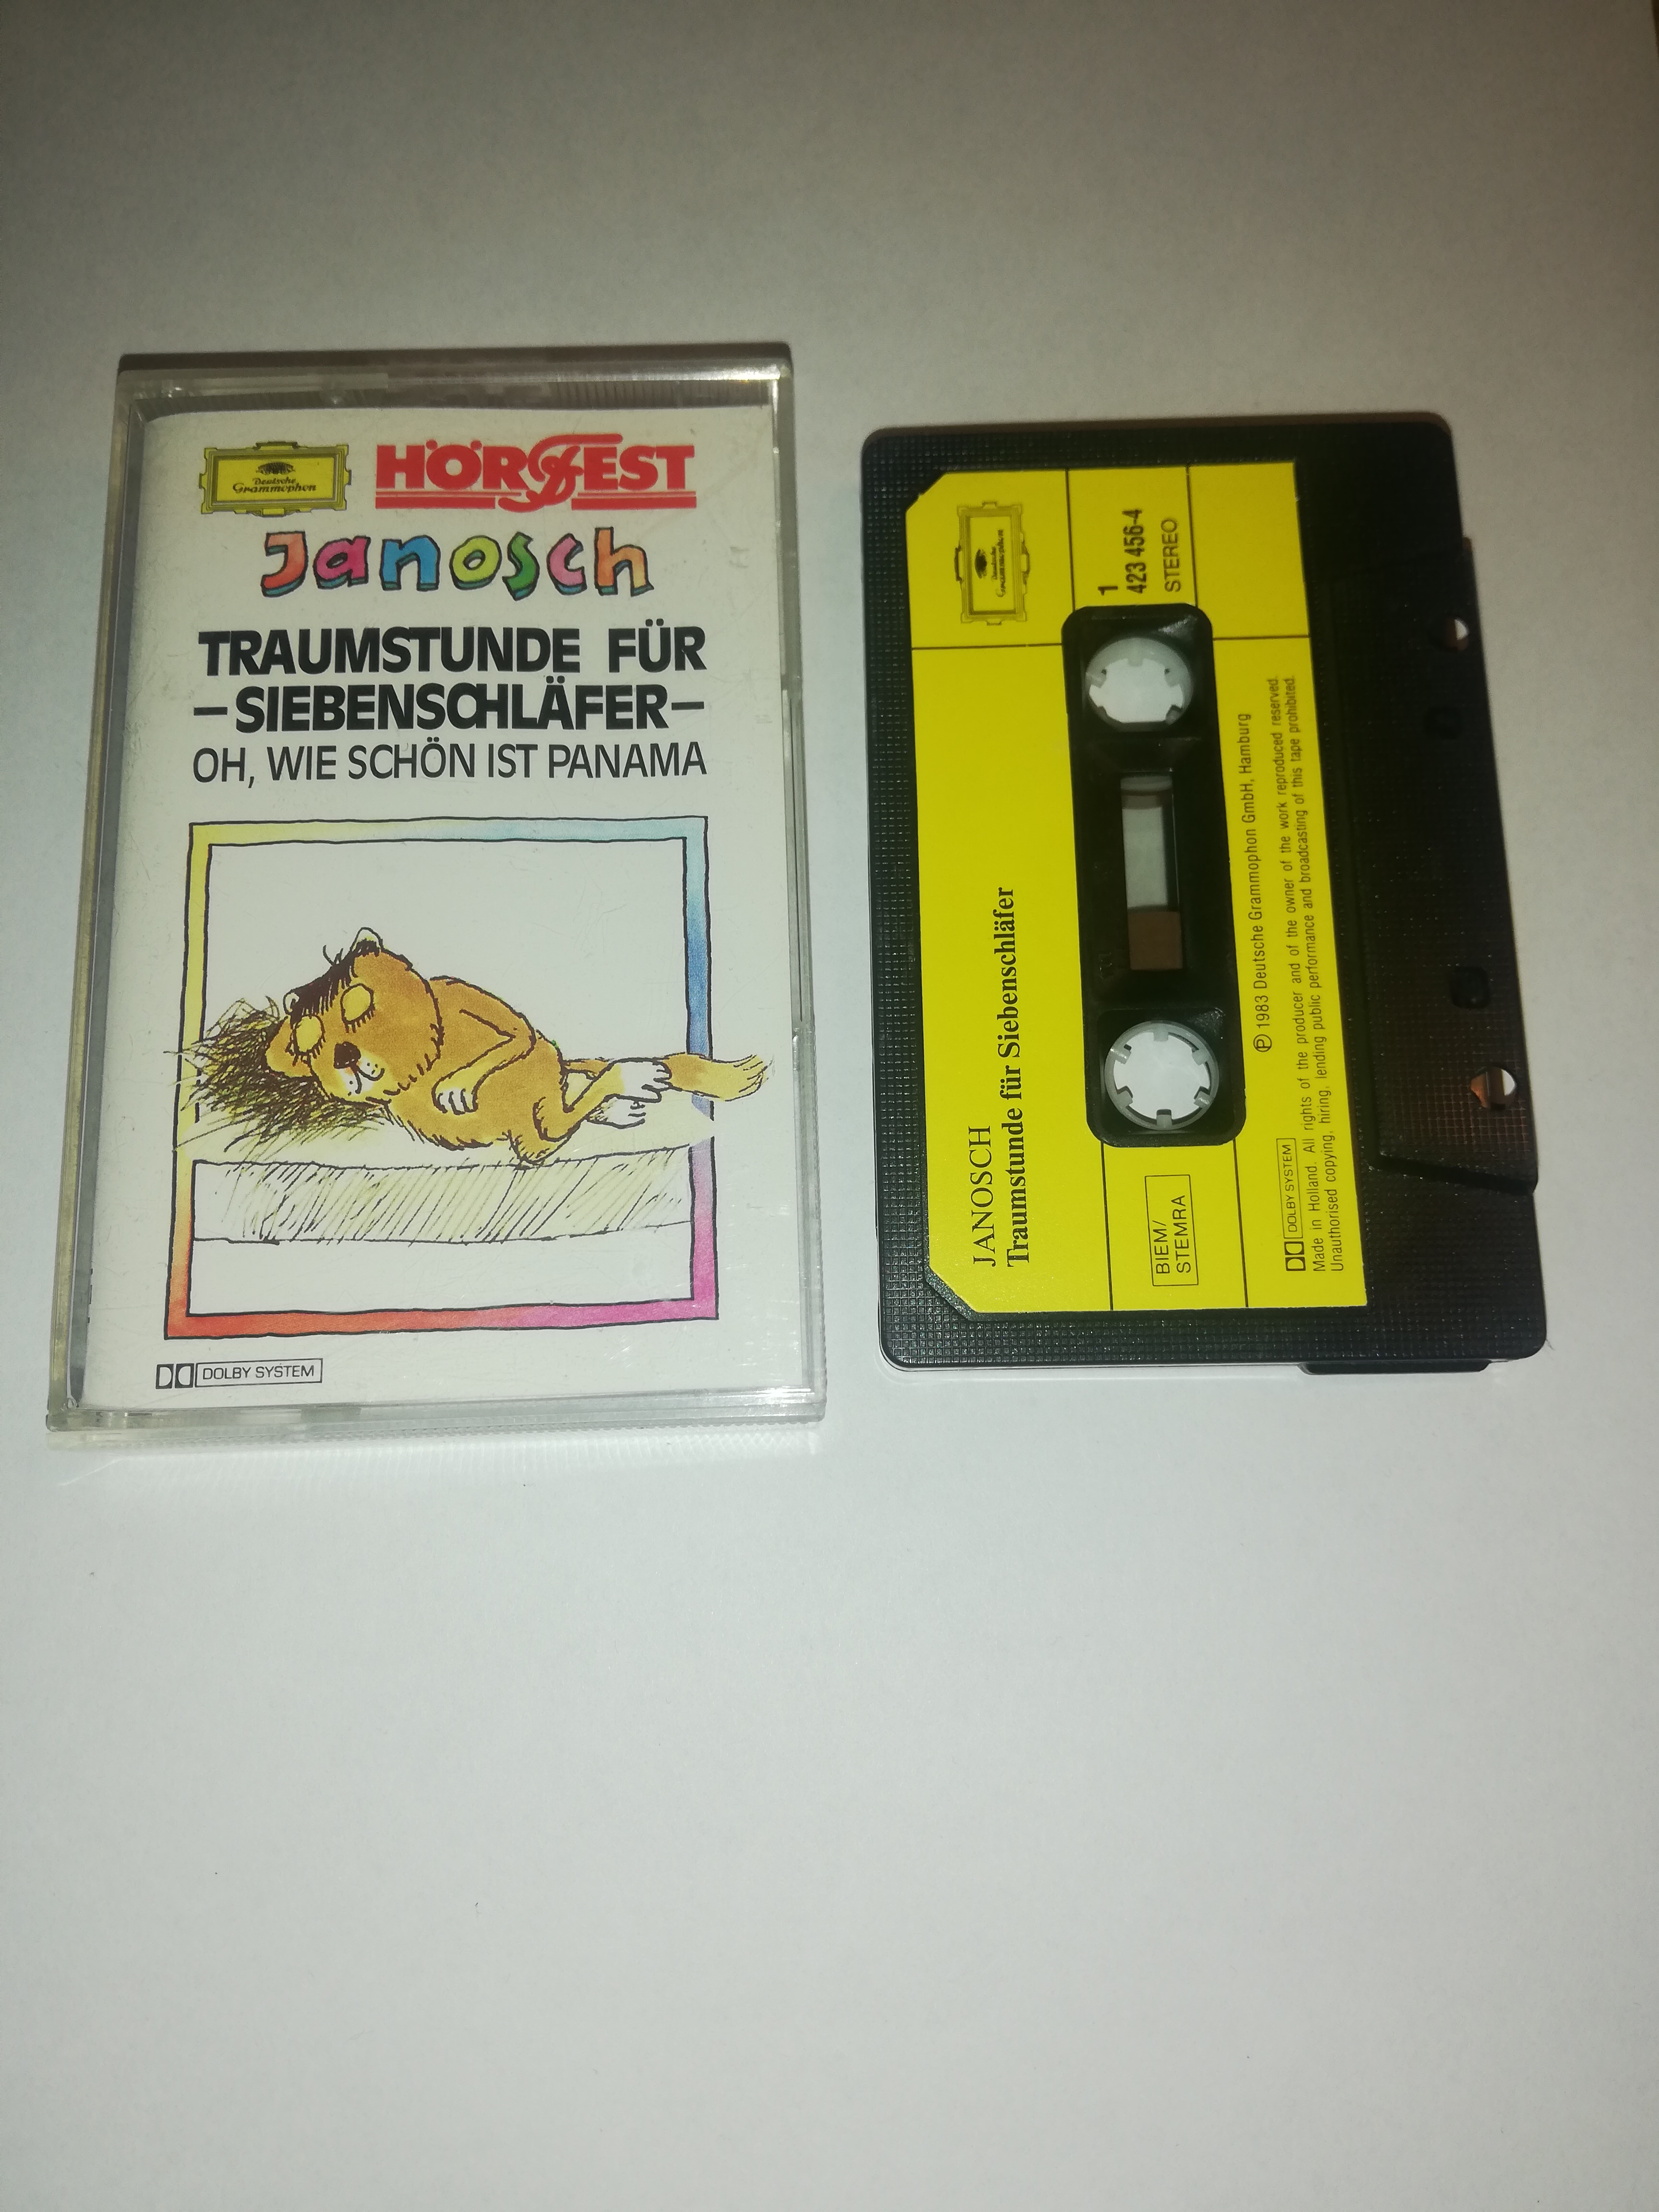 Deutsche
Grammophon
HÖRFEST
Janosch
TRAUMSTUNDE FÜR
–SIEBENSCHLÄFER–
OH, WIE SCHÖN IST PANAMA
DOLBY SYSTEM
Deutsche
Grammophon
1
423 456-4
STEREO
JANOSCH
Traumstunde für Siebenschläfer
BIEM/
STEMRA
℗ 1983 Deutsche Grammophon GmbH, Hamburg
DOLBY SYSTEM
Made in Holland. All rights of the producer and of the owner of the work reproduced reserved.
Unauthorised copying, hiring, lending public performance and broadcasting of this tape prohibited.